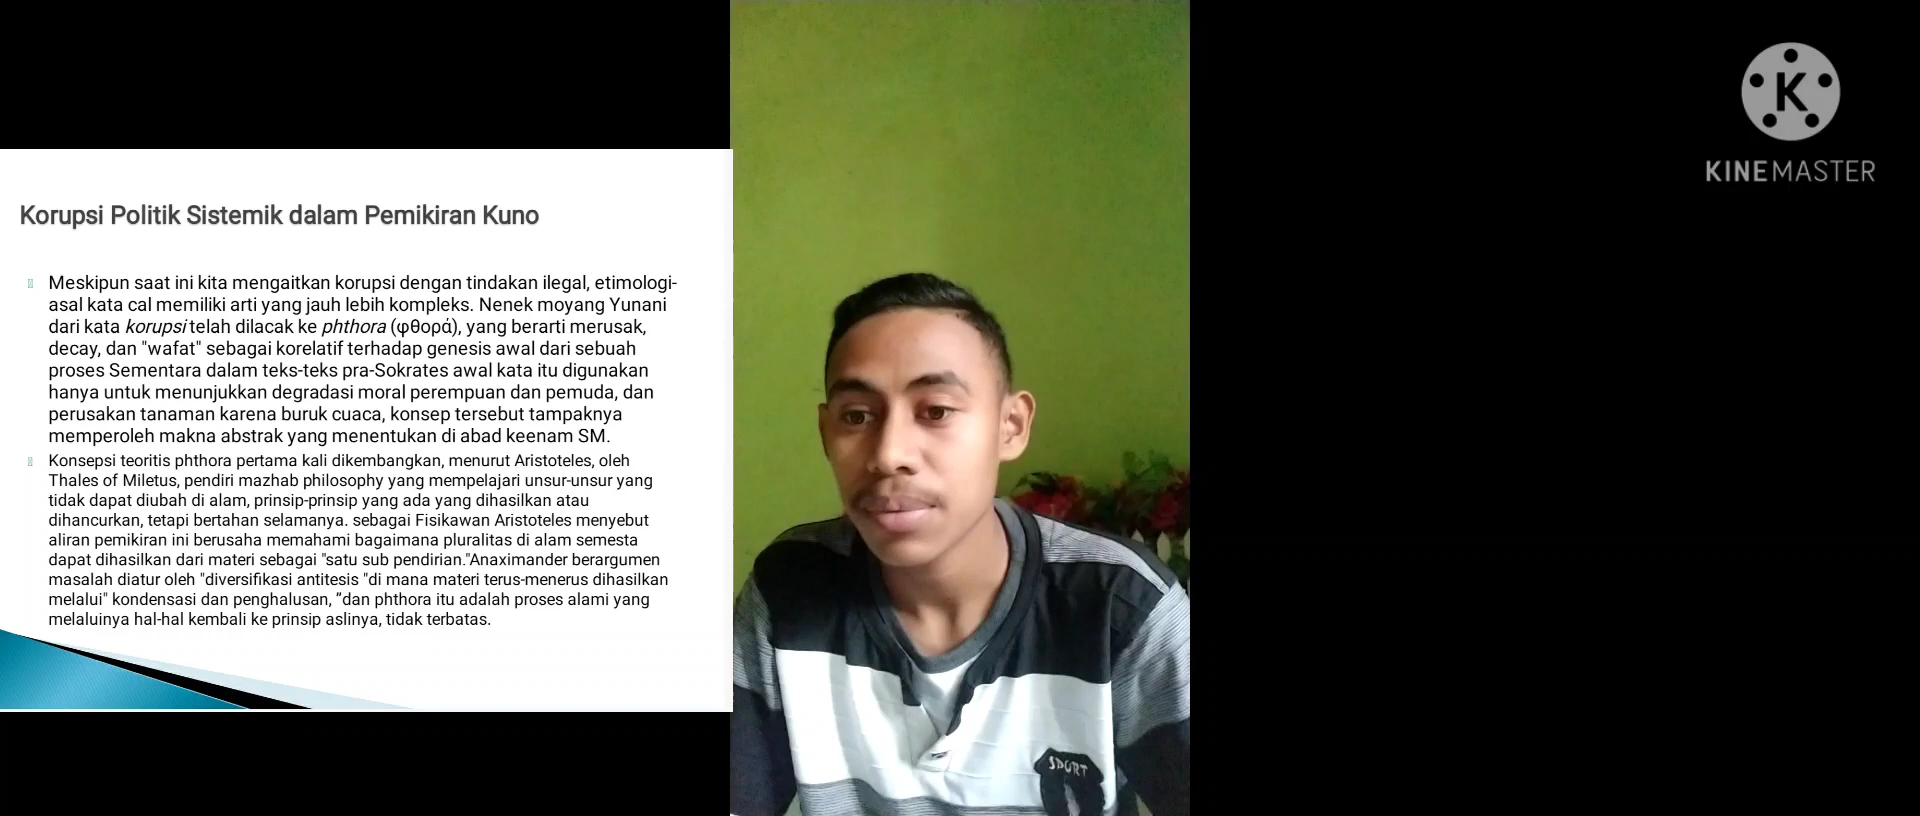 Korupsi Politik Sistemik dalam Pemikiran Kuno
Meskipun saat ini kita mengaitkan korupsi dengan tindakan ilegal, etimologi-
asal kata cal memiliki arti yang jauh lebih kompleks. Nenek moyang Yunani
dari kata korupsi telah dilacak ke phthora (φθορά), yang berarti merusak,
decay, dan "wafat" sebagai korelatif terhadap genesis awal dari sebuah
proses Sementara dalam teks-teks pra-Sokrates awal kata itu digunakan
hanya untuk menunjukkan degradasi moral perempuan dan pemuda, dan
perusakan tanaman karena buruk cuaca, konsep tersebut tampaknya
memperoleh makna abstrak yang menentukan di abad keenam SM.
Konsepsi teoritis phthora pertama kali dikembangkan, menurut Aristoteles, oleh
Thales of Miletus, pendiri mazhab philosophy yang mempelajari unsur-unsur yang
tidak dapat diubah di alam, prinsip-prinsip yang ada yang dihasilkan atau
dihancurkan, tetapi bertahan selamanya. sebagai Fisikawan Aristoteles menyebut
aliran pemikiran ini berusaha memahami bagaimana pluralitas di alam semesta
dapat dihasilkan dari materi sebagai "satu sub pendirian."Anaximander berargumen
masalah diatur oleh "diversifikasi antitesis "di mana materi terus-menerus dihasilkan
melalui" kondensasi dan penghalusan, "dan phthora itu adalah proses alami yang
melaluinya hal-hal kembali ke prinsip aslinya, tidak terbatas.
K
KINEMASTER
SPORT